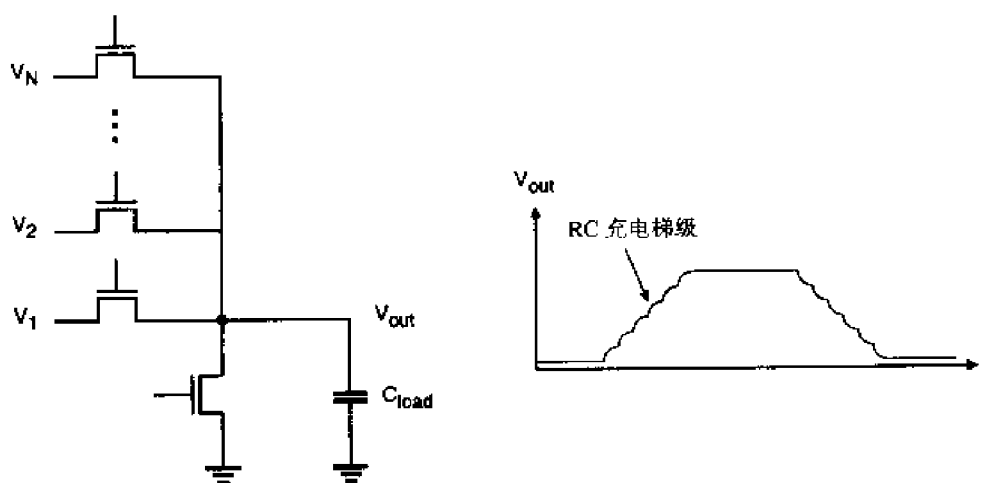 V_N
V_2
V_1
V_out
C_load
V_out
RC 充电梯级